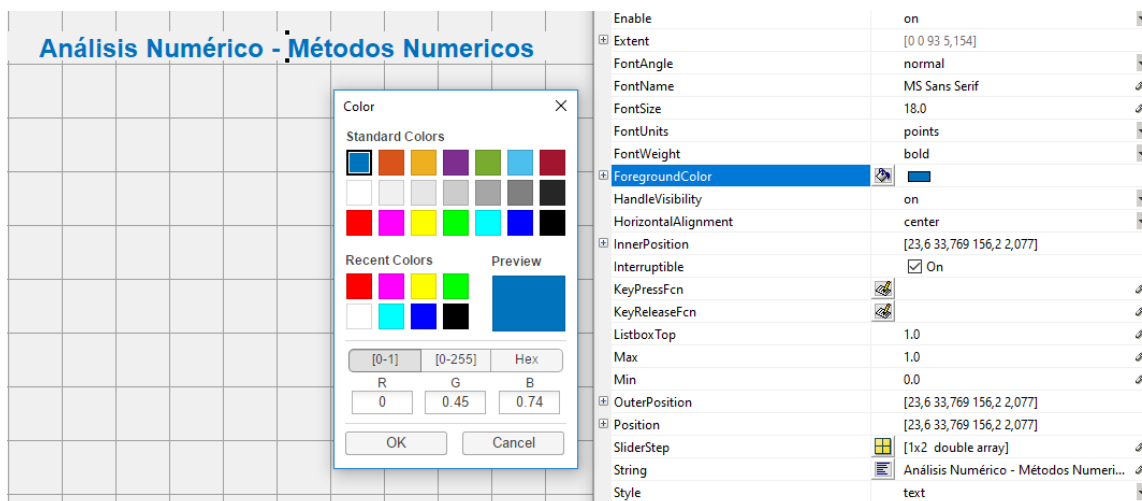 Análisis Numérico - Métodos Numericos
Color
Standard Colors
Recent Colors
Preview
[0-1] [0-255] Hex
R G B
0 0.45 0.74
OK Cancel
Enable on
Extent [0 0 93 5,154]
FontAngle normal
FontName MS Sans Serif
FontSize 18.0
FontUnits points
FontWeight bold
ForegroundColor
HandleVisibility on
HorizontalAlignment center
InnerPosition [23,6 33,769 156,2 2,077]
Interruptible On
KeyPressFcn
KeyReleaseFcn
ListboxTop 1.0
Max 1.0
Min 0.0
OuterPosition [23,6 33,769 156,2 2,077]
Position [23,6 33,769 156,2 2,077]
SliderStep [1x2 double array]
String Análisis Numérico - Métodos Numeri...
Style text